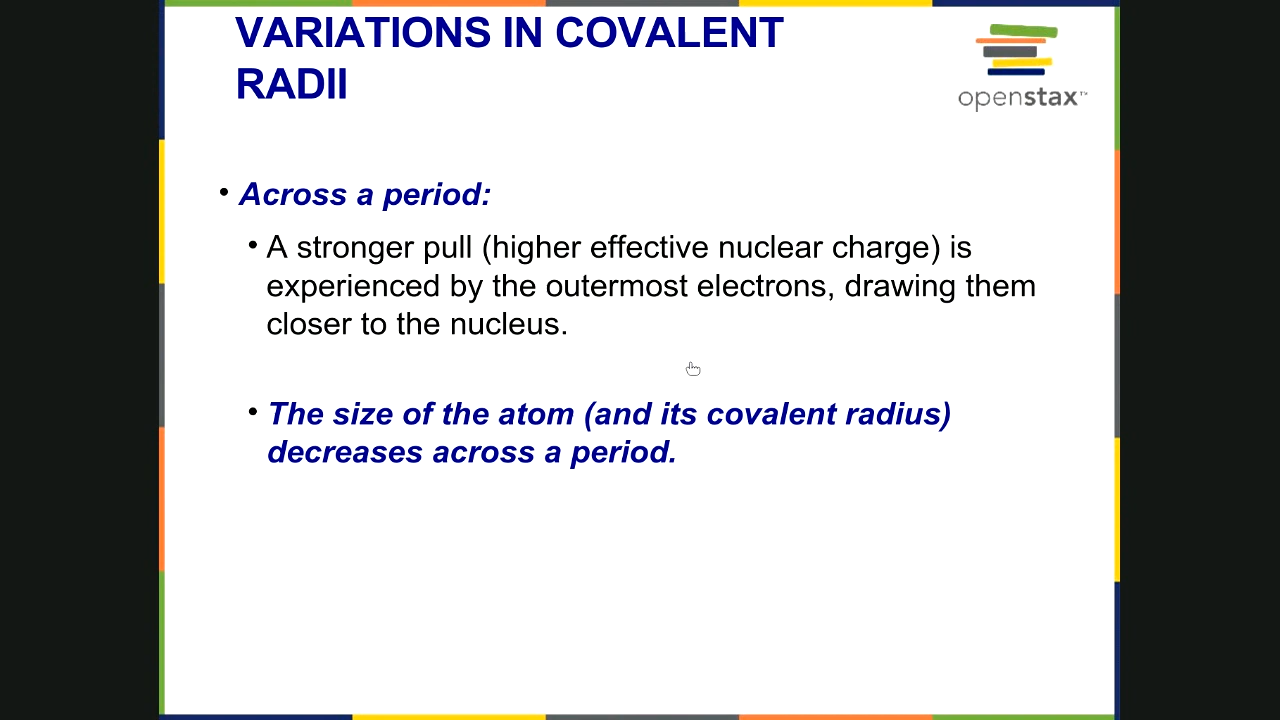 VARIATIONS IN COVALENT
RADII
openstax™
• Across a period:
• A stronger pull (higher effective nuclear charge) is
experienced by the outermost electrons, drawing them
closer to the nucleus.
• The size of the atom (and its covalent radius)
decreases across a period.